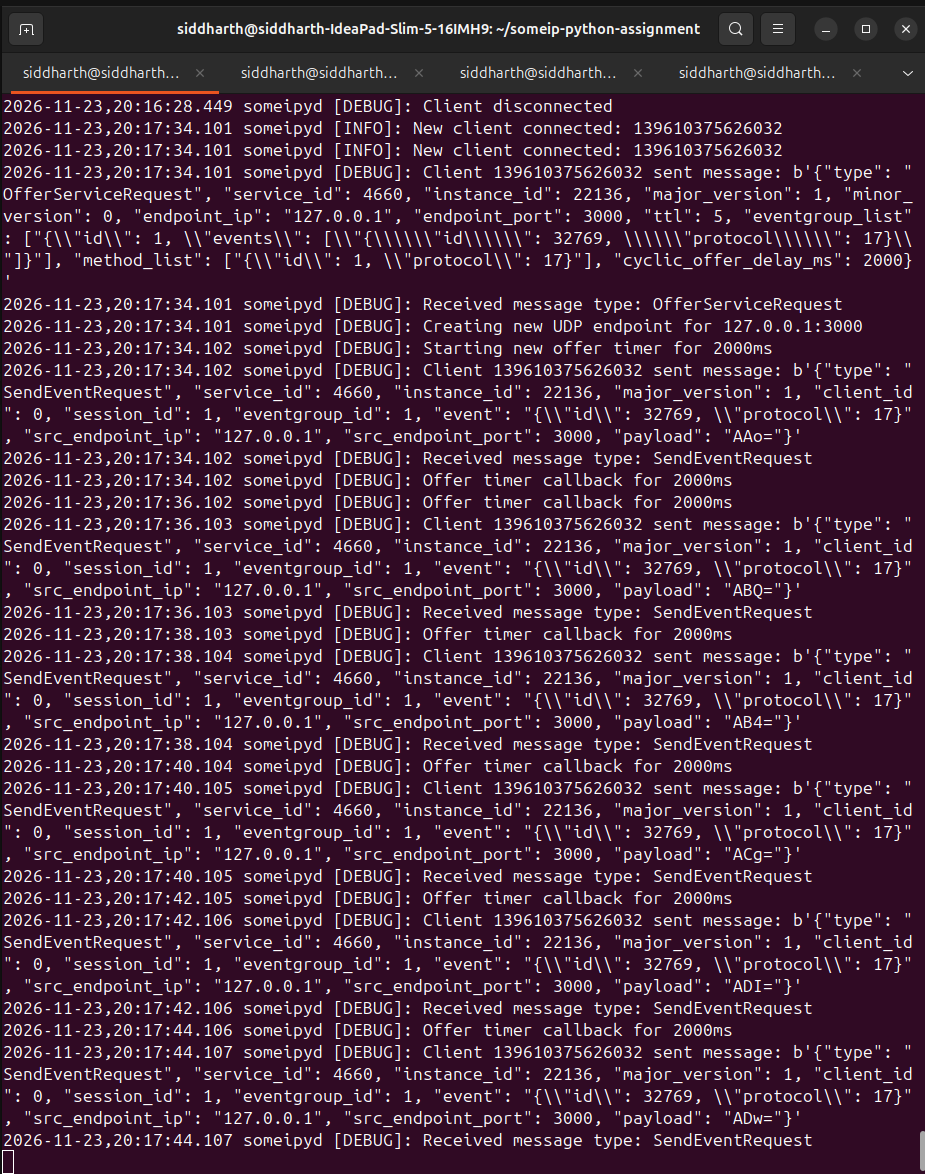 siddharth@siddharth-IdeaPad-Slim-5-16IMH9: ~/someip-python-assignment
siddharth@siddharth... × siddharth@siddharth... × siddharth@siddharth... × siddharth@siddharth... ×
2026-11-23,20:16:28.449 someipyd [DEBUG]: Client disconnected
2026-11-23,20:17:34.101 someipyd [INFO]: New client connected: 139610375626032
2026-11-23,20:17:34.101 someipyd [INFO]: New client connected: 139610375626032
2026-11-23,20:17:34.101 someipyd [DEBUG]: Client 139610375626032 sent message: b'{"type": "
OfferServiceRequest", "service_id": 4660, "instance_id": 22136, "major_version": 1, "minor_
version": 0, "endpoint_ip": "127.0.0.1", "endpoint_port": 3000, "ttl": 5, "eventgroup_list"
: ["{\\"id\\": 1, \\"events\\": [\\"{\\\\\\"id\\\\\\": 32769, \\\\\\"protocol\\\\\\": 17}\\
"]}"], "method_list": ["{\\"id\\": 1, \\"protocol\\": 17}"], "cyclic_offer_delay_ms": 2000}
'
2026-11-23,20:17:34.101 someipyd [DEBUG]: Received message type: OfferServiceRequest
2026-11-23,20:17:34.101 someipyd [DEBUG]: Creating new UDP endpoint for 127.0.0.1:3000
2026-11-23,20:17:34.102 someipyd [DEBUG]: Starting new offer timer for 2000ms
2026-11-23,20:17:34.102 someipyd [DEBUG]: Client 139610375626032 sent message: b'{"type": "
SendEventRequest", "service_id": 4660, "instance_id": 22136, "major_version": 1, "client_id
": 0, "session_id": 1, "eventgroup_id": 1, "event": "{\\"id\\": 32769, \\"protocol\\": 17}"
, "src_endpoint_ip": "127.0.0.1", "src_endpoint_port": 3000, "payload": "AAo="}'
2026-11-23,20:17:34.102 someipyd [DEBUG]: Received message type: SendEventRequest
2026-11-23,20:17:34.102 someipyd [DEBUG]: Offer timer callback for 2000ms
2026-11-23,20:17:36.102 someipyd [DEBUG]: Offer timer callback for 2000ms
2026-11-23,20:17:36.103 someipyd [DEBUG]: Client 139610375626032 sent message: b'{"type": "
SendEventRequest", "service_id": 4660, "instance_id": 22136, "major_version": 1, "client_id
": 0, "session_id": 1, "eventgroup_id": 1, "event": "{\\"id\\": 32769, \\"protocol\\": 17}"
, "src_endpoint_ip": "127.0.0.1", "src_endpoint_port": 3000, "payload": "ABQ="}'
2026-11-23,20:17:36.103 someipyd [DEBUG]: Received message type: SendEventRequest
2026-11-23,20:17:38.103 someipyd [DEBUG]: Offer timer callback for 2000ms
2026-11-23,20:17:38.104 someipyd [DEBUG]: Client 139610375626032 sent message: b'{"type": "
SendEventRequest", "service_id": 4660, "instance_id": 22136, "major_version": 1, "client_id
": 0, "session_id": 1, "eventgroup_id": 1, "event": "{\\"id\\": 32769, \\"protocol\\": 17}"
, "src_endpoint_ip": "127.0.0.1", "src_endpoint_port": 3000, "payload": "AB4="}'
2026-11-23,20:17:38.104 someipyd [DEBUG]: Received message type: SendEventRequest
2026-11-23,20:17:40.104 someipyd [DEBUG]: Offer timer callback for 2000ms
2026-11-23,20:17:40.105 someipyd [DEBUG]: Client 139610375626032 sent message: b'{"type": "
SendEventRequest", "service_id": 4660, "instance_id": 22136, "major_version": 1, "client_id
": 0, "session_id": 1, "eventgroup_id": 1, "event": "{\\"id\\": 32769, \\"protocol\\": 17}"
, "src_endpoint_ip": "127.0.0.1", "src_endpoint_port": 3000, "payload": "ACg="}'
2026-11-23,20:17:40.105 someipyd [DEBUG]: Received message type: SendEventRequest
2026-11-23,20:17:42.105 someipyd [DEBUG]: Offer timer callback for 2000ms
2026-11-23,20:17:42.106 someipyd [DEBUG]: Client 139610375626032 sent message: b'{"type": "
SendEventRequest", "service_id": 4660, "instance_id": 22136, "major_version": 1, "client_id
": 0, "session_id": 1, "eventgroup_id": 1, "event": "{\\"id\\": 32769, \\"protocol\\": 17}"
, "src_endpoint_ip": "127.0.0.1", "src_endpoint_port": 3000, "payload": "ADI="}'
2026-11-23,20:17:42.106 someipyd [DEBUG]: Received message type: SendEventRequest
2026-11-23,20:17:44.106 someipyd [DEBUG]: Offer timer callback for 2000ms
2026-11-23,20:17:44.107 someipyd [DEBUG]: Client 139610375626032 sent message: b'{"type": "
SendEventRequest", "service_id": 4660, "instance_id": 22136, "major_version": 1, "client_id
": 0, "session_id": 1, "eventgroup_id": 1, "event": "{\\"id\\": 32769, \\"protocol\\": 17}"
, "src_endpoint_ip": "127.0.0.1", "src_endpoint_port": 3000, "payload": "ADw="}'
2026-11-23,20:17:44.107 someipyd [DEBUG]: Received message type: SendEventRequest